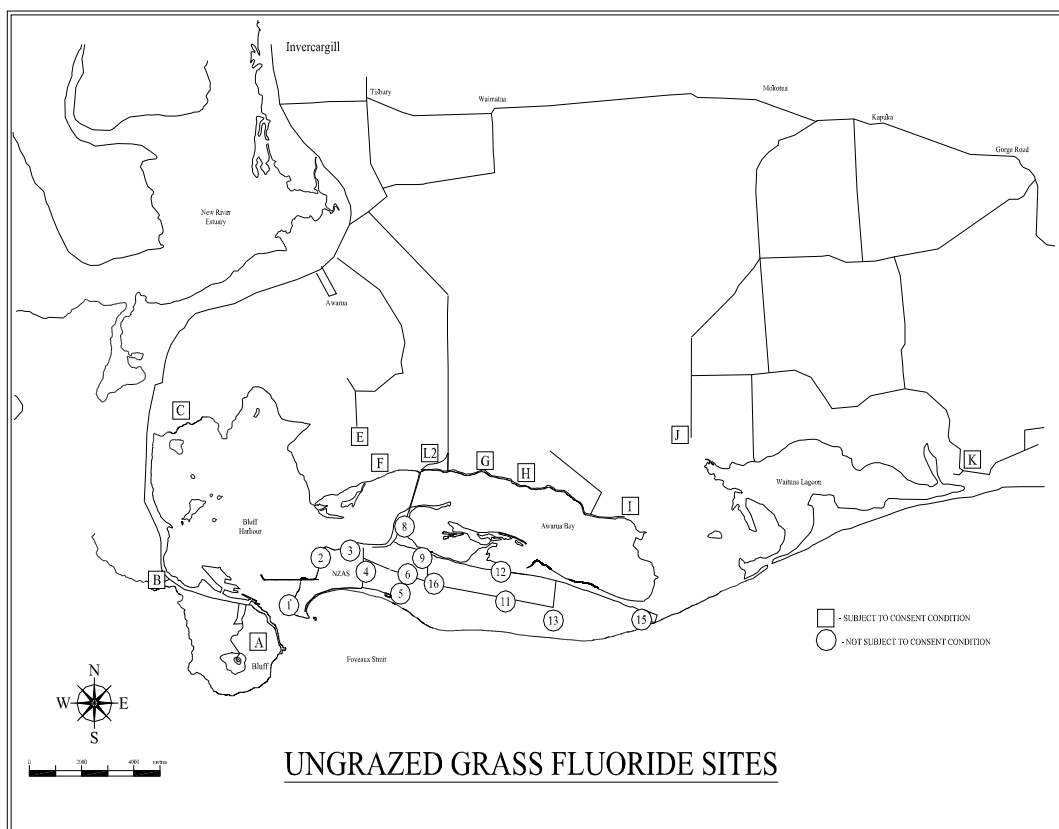 Invercargill
Tisbury
Waimatua
Mokotua
Kapuka
Gorge Road
New River
Estuary
Awarua
C
E
F
L2
G
H
I
J
K
Waituna Lagoon
Bluff
Harbour
Awarua Bay
8
2
3
9
NZAS
4
6
12
16
B
1
5
11
13
15
A
Bluff
Foveaux Strait
- SUBJECT TO CONSENT CONDITION
- NOT SUBJECT TO CONSENT CONDITION
N
W
E
S
0
2000
4000
metres
UNGRAZED GRASS FLUORIDE SITES